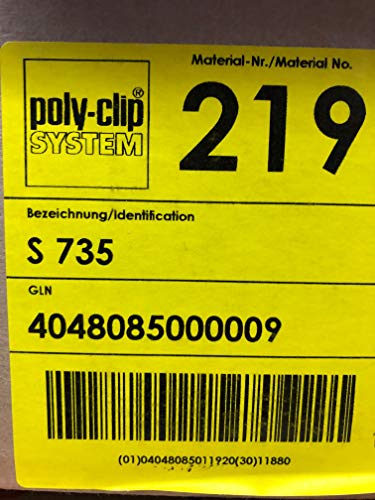 Material-Nr./Material No.
poly-clip®
SYSTEM
219
Bezeichnung/Identification
S 735
GLN
4048085000009
(01)04048085011920(30)11880